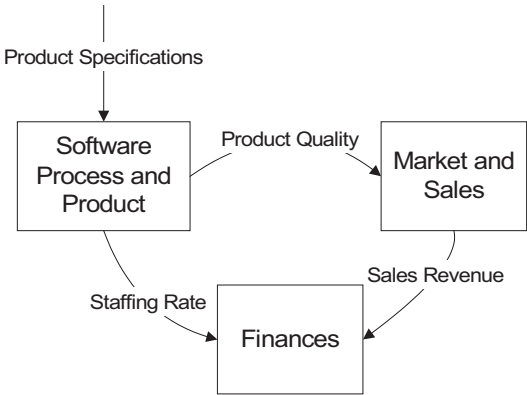 Product Specifications
Software
Process and
Product
Product Quality
Market and
Sales
Staffing Rate
Sales Revenue
Finances